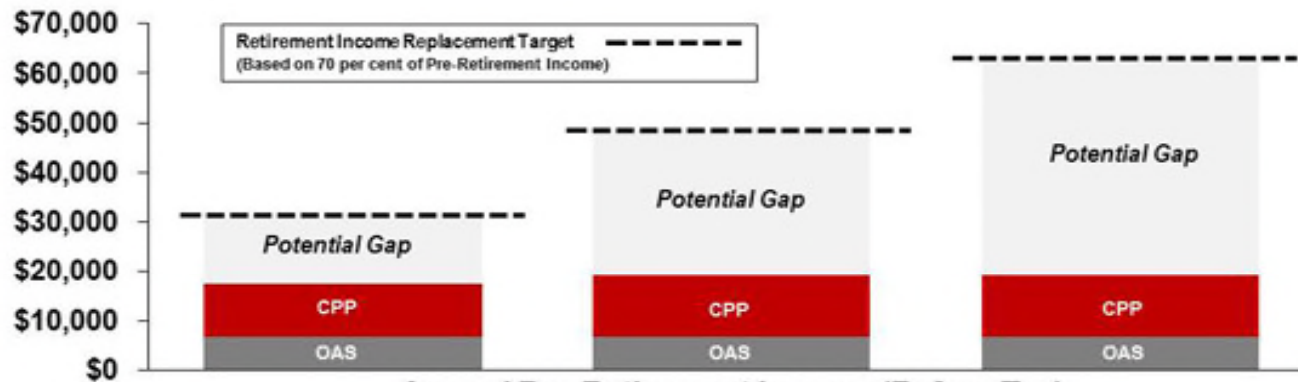 $70,000
Retirement Income Replacement Target
(Based on 70 per cent of Pre-Retirement Income)
$60,000
$50,000
$40,000
$30,000
$20,000
$10,000
$0
Potential Gap
CPP
OAS
Potential Gap
CPP
OAS
Potential Gap
CPP
OAS